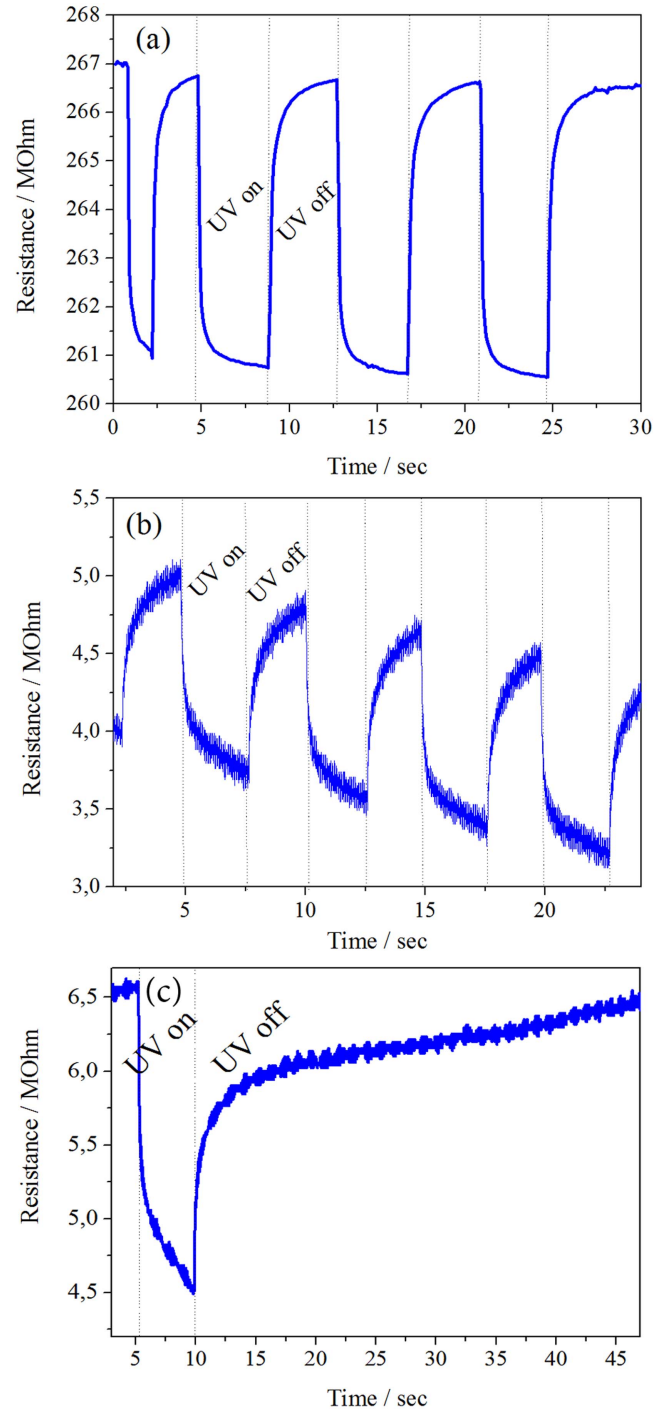 (a)
268
267
266
265
264
263
262
261
260
Resistance / MOhm
UV on
UV off
0
5
10
15
20
25
30
Time / sec
(b)
5,5
5,0
4,5
4,0
3,5
3,0
Resistance / MOhm
UV on
UV off
5
10
15
20
Time / sec
(c)
6,5
6,0
5,5
5,0
4,5
Resistance / MOhm
UV on
UV off
5
10
15
20
25
30
35
40
45
Time / sec